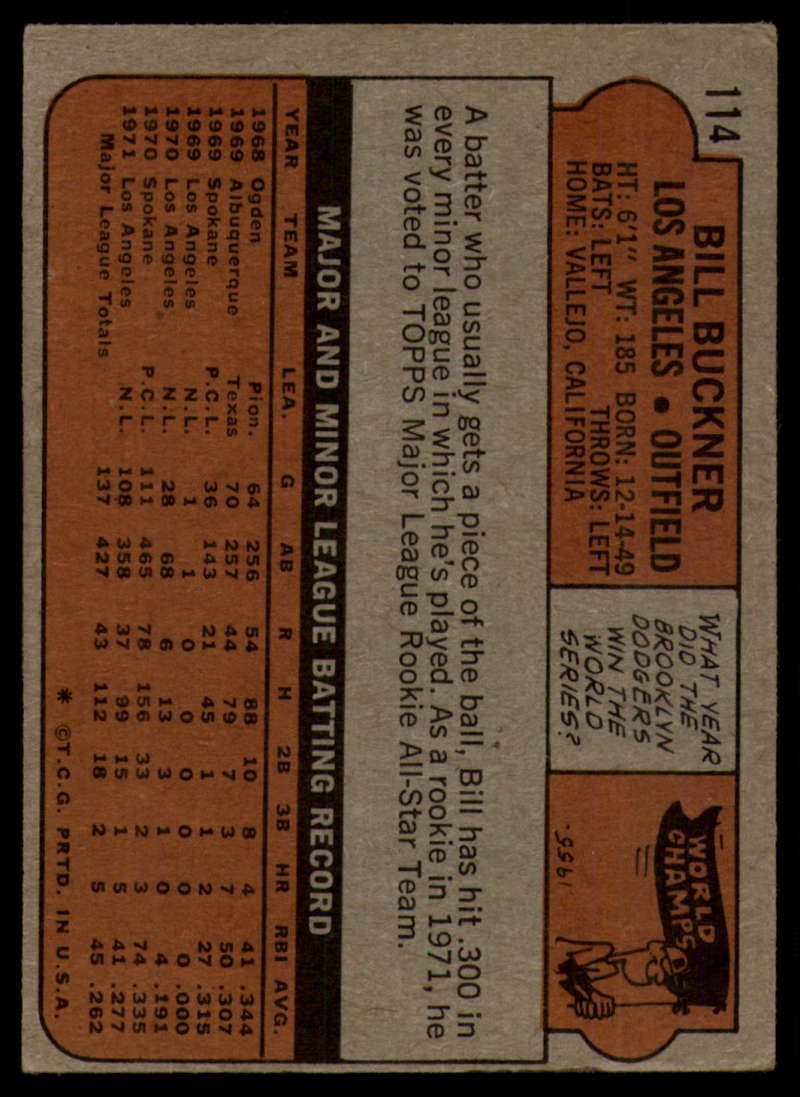 114
BILL BUCKNER
LOS ANGELES • OUTFIELD
HT: 6'1" WT: 185 BORN: 12-14-49
BATS: LEFT THROWS: LEFT
HOME: VALLEJO, CALIFORNIA
WHAT YEAR
DID THE
BROOKLYN
DODGERS
WIN THE
WORLD
SERIES?
WORLD
CHAMPS
1955.
A batter who usually gets a piece of the ball, Bill has hit .300 in
every minor league in which he's played. As a rookie in 1971, he
was voted to TOPPS Major League Rookie All-Star Team.
MAJOR AND MINOR LEAGUE BATTING RECORD
YEAR TEAM LEA. G AB R H 2B 3B HR RBI AVG.
1968 Ogden Pion. 64 256 54 88 10 8 4 41 .344
1969 Albuquerque Texas 70 257 44 79 7 3 7 50 .307
1969 Spokane P.C.L. 36 143 21 45 1 1 2 27 .315
1969 Los Angeles N.L. 1 1 0 0 0 0 0 0 .000
1970 Los Angeles N.L. 28 68 6 13 3 1 0 4 .191
1970 Spokane P.C.L. 111 465 78 156 33 2 3 74 .335
1971 Los Angeles N.L. 108 358 37 99 15 1 5 41 .277
Major League Totals 137 427 43 112 18 2 5 45 .262
* ©T.C.G. PRTD. IN U.S.A.